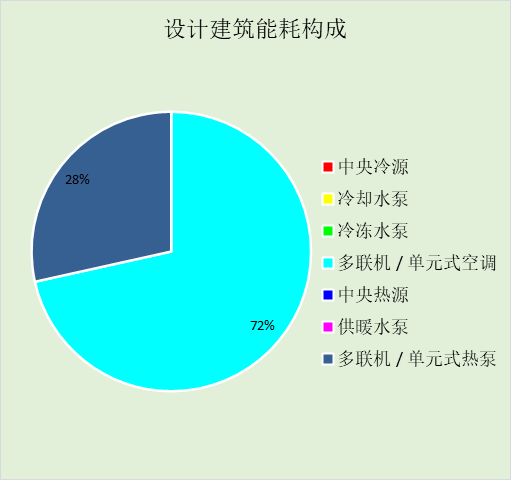 设计建筑能耗构成
28%
72%
中央冷源
冷却水泵
冷冻水泵
多联机 / 单元式空调
中央热源
供暖水泵
多联机 / 单元式热泵